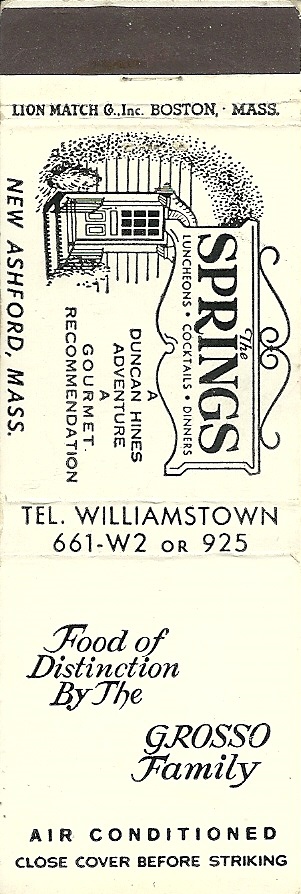 LION MATCH G., Inc. BOSTON, · MASS.
The
SPRINGS
LUNCHEONS • COCKTAILS • DINNERS
A
DUNCAN HINES
ADVENTURE
A
GOURMET
RECOMMENDATION
NEW ASHFORD, MASS.
TEL. WILLIAMSTOWN
661-W2 OR 925
Food of
Distinction
By The
GROSSO
Family
AIR CONDITIONED
CLOSE COVER BEFORE STRIKING